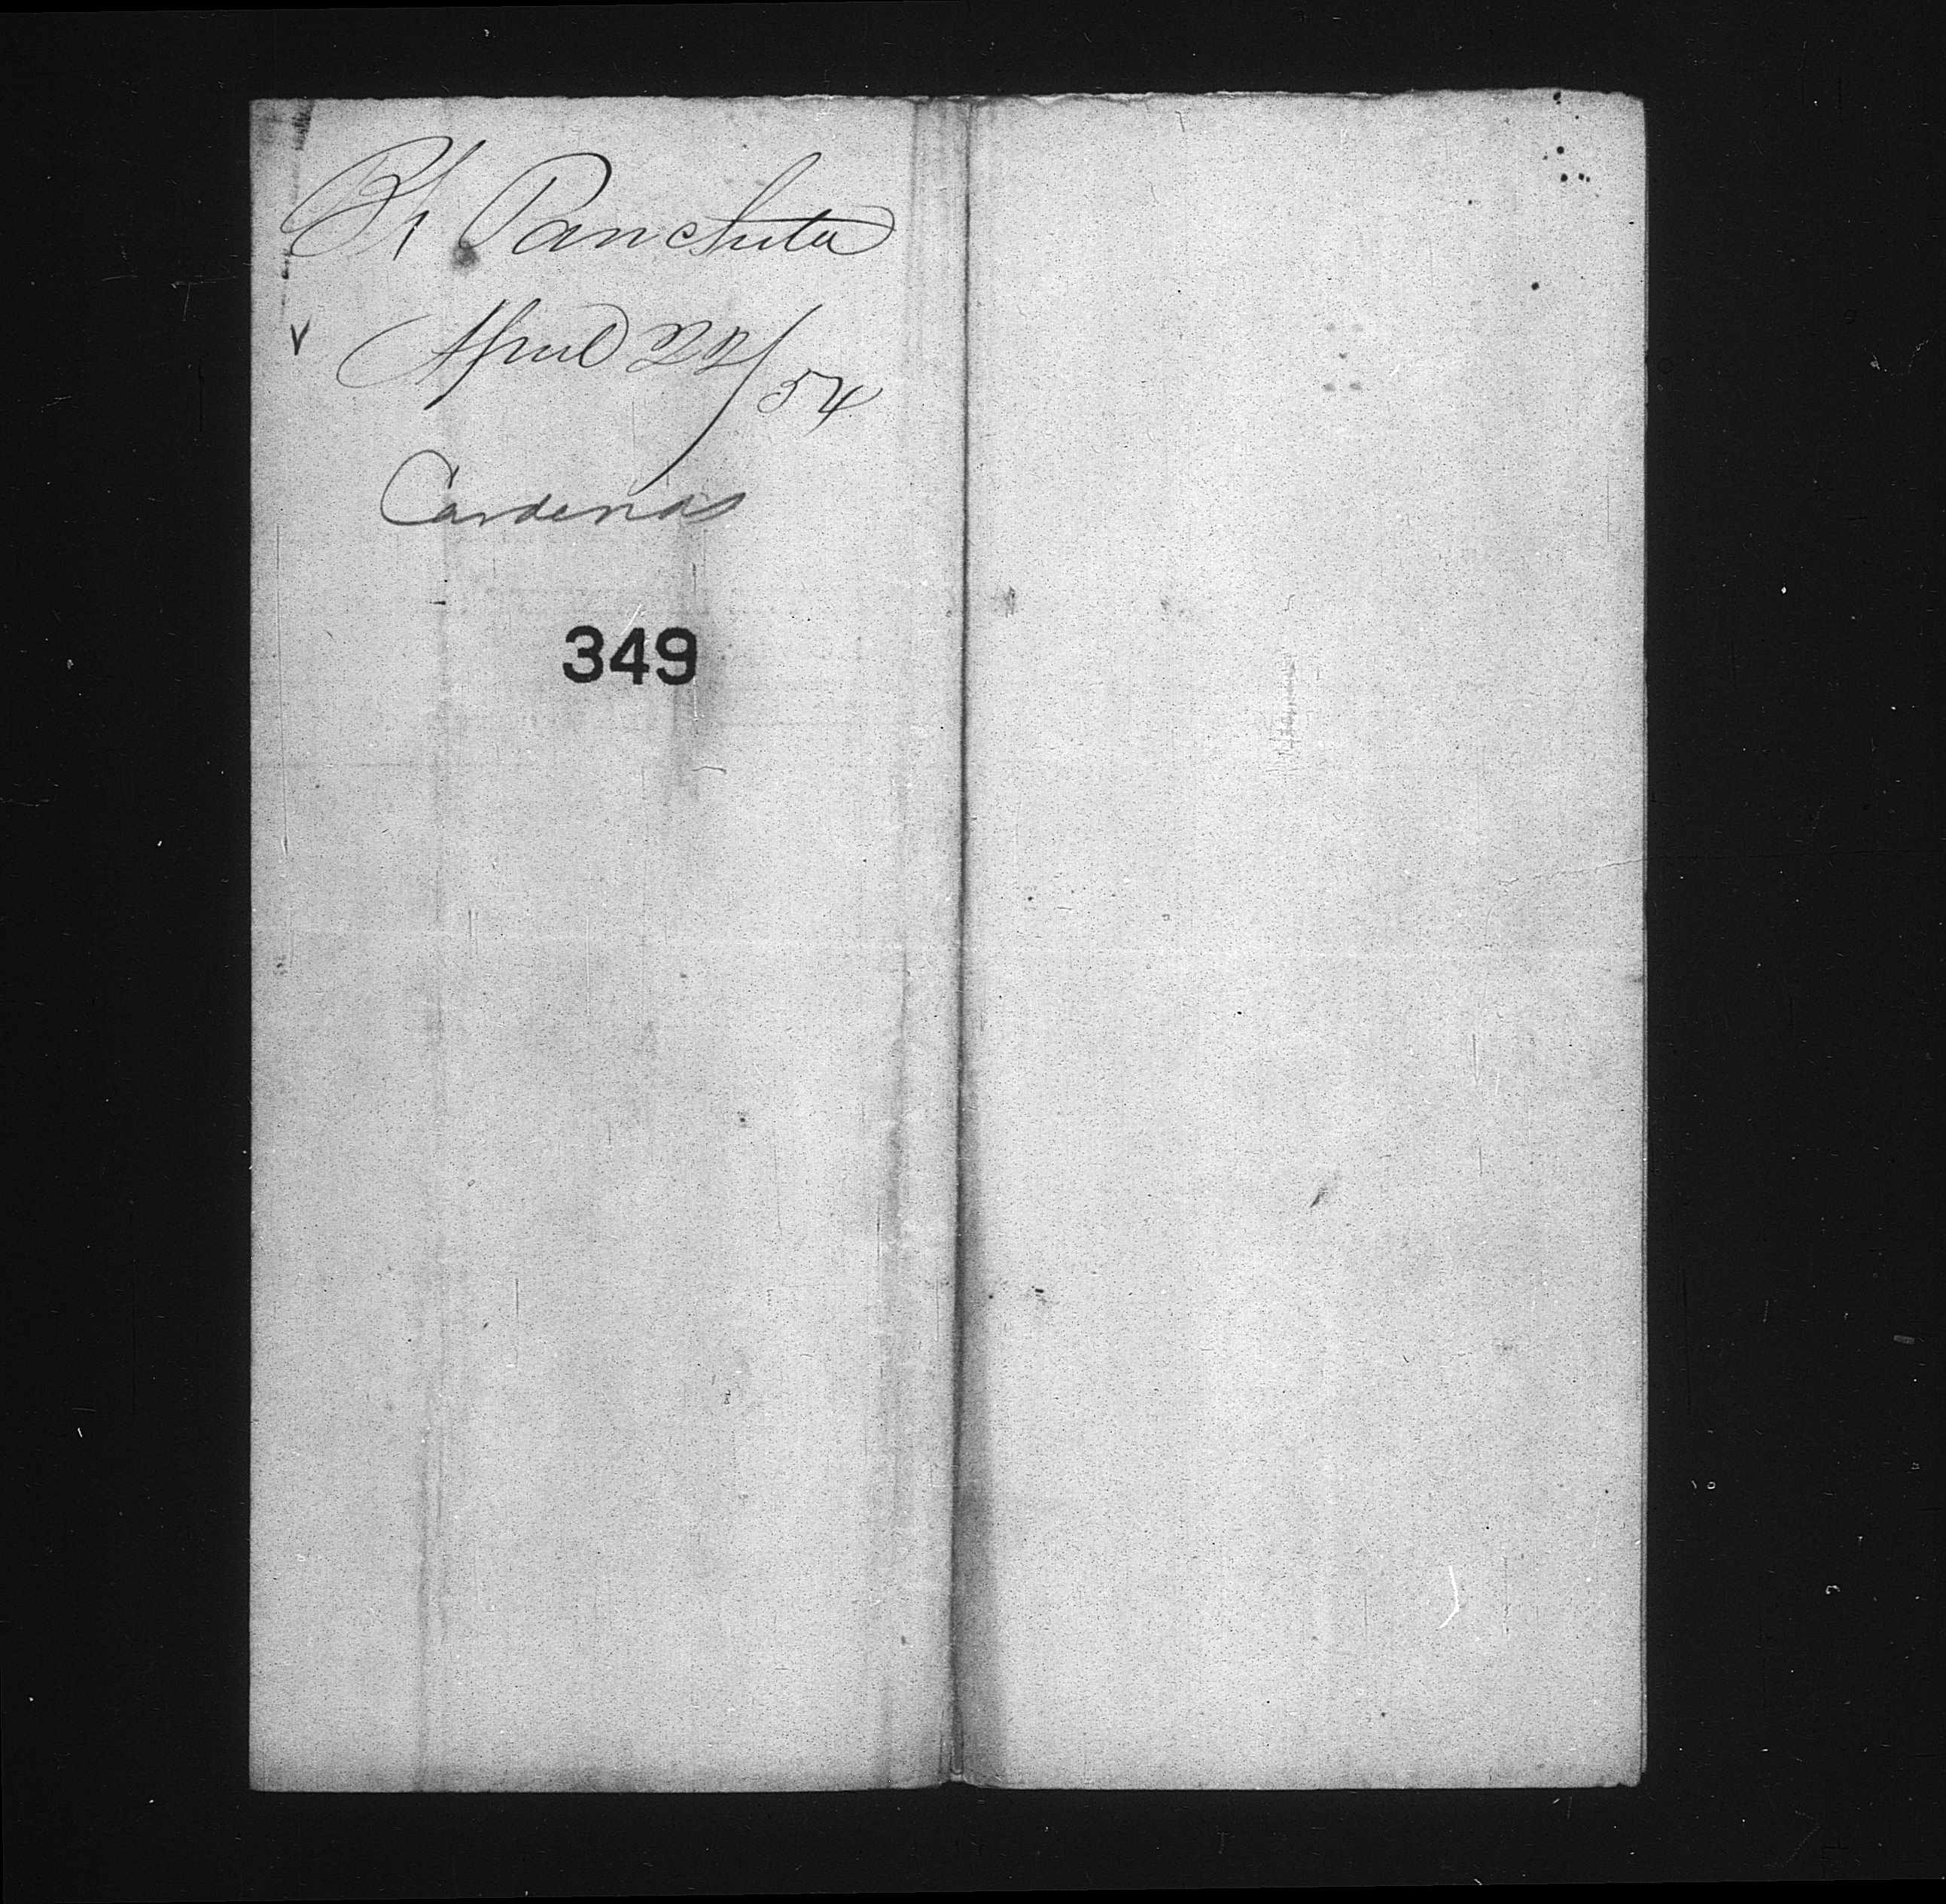 Bk Panchita
April 22/54
Cardenas
349